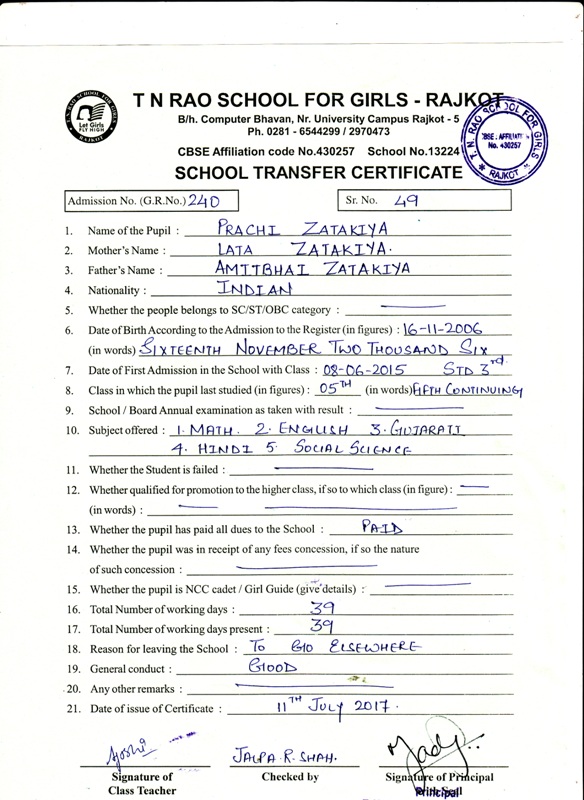 T N RAO SCHOOL FOR GIRLS - RAJKOT
B/h. Computer Bhavan, Nr. University Campus Rajkot - 5
Ph. 0281 - 6544299 / 2970473
CBSE Affiliation code No.430257 School No.13224
SCHOOL TRANSFER CERTIFICATE
T. N. RAO SCHOOL FOR GIRLS
RAJKOT
Let Girls
FLY HIGH
T. N. RAO SCHOOL FOR GIRLS
CBSE : AFFILIATI
No. 430257
RAJKOT
Admission No. (G.R.No.) 240 Sr. No. 49
1. Name of the Pupil : PRACHI ZATAKIYA
2. Mother's Name : LATA ZATAKIYA.
3. Father's Name : AMITBHAI ZATAKIYA
4. Nationality : INDIAN
5. Whether the people belongs to SC/ST/OBC category :
6. Date of Birth According to the Admission to the Register (in figures) : 16-11-2006
(in words) SIXTEENTH NOVEMBER TWO THOUSAND SIX
7. Date of First Admission in the School with Class : 08-06-2015 STD 3rd.
8. Class in which the pupil last studied (in figures) : 05TH (in words) FIFTH CONTINUING
9. School / Board Annual examination as taken with result :
10. Subject offered : 1. MATH. 2. ENGLISH 3. GUJARATI
4. HINDI 5. SOCIAL SCIENCE
11. Whether the Student is failed :
12. Whether qualified for promotion to the higher class, if so to which class (in figure) :
(in words) :
13. Whether the pupil has paid all dues to the School : PAID
14. Whether the pupil was in receipt of any fees concession, if so the nature
of such concession :
15. Whether the pupil is NCC cadet / Girl Guide (give details) :
16. Total Number of working days : 39
17. Total Number of working days present : 39
18. Reason for leaving the School : TO GO ELSEWHERE
19. General conduct : GOOD
20. Any other remarks :
21. Date of issue of Certificate : 11TH JULY 2017.
JALPA.R.SHAH.
Signature of Checked by Signature of Principal
Class Teacher Principal